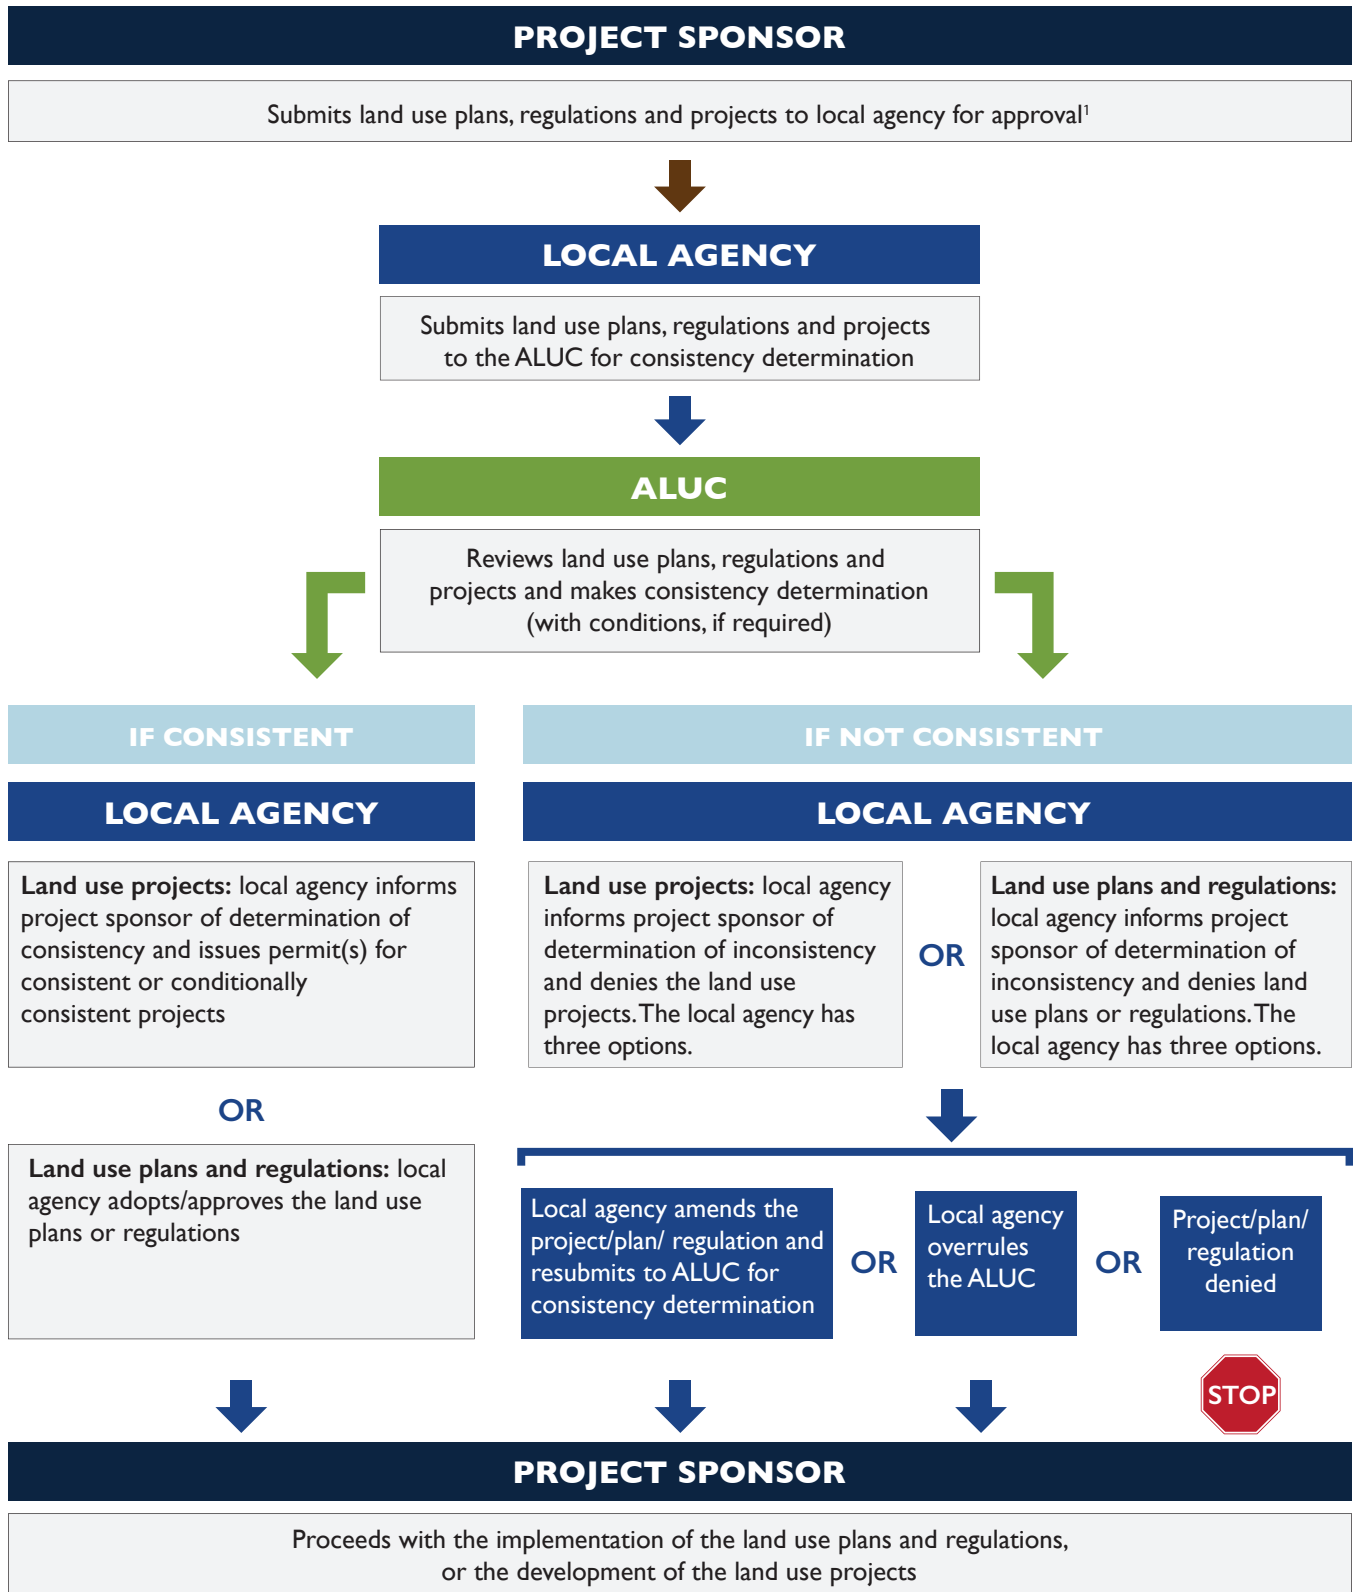 PROJECT SPONSOR
Submits land use plans, regulations and projects to local agency for approval¹
LOCAL AGENCY
Submits land use plans, regulations and projects
to the ALUC for consistency determination
ALUC
Reviews land use plans, regulations and
projects and makes consistency determination
(with conditions, if required)
IF CONSISTENT
LOCAL AGENCY
Land use projects: local agency informs
project sponsor of determination of
consistency and issues permit(s) for
consistent or conditionally
consistent projects
OR
Land use plans and regulations: local
agency adopts/approves the land use
plans or regulations
IF NOT CONSISTENT
LOCAL AGENCY
Land use projects: local agency
informs project sponsor of
determination of inconsistency
and denies the land use
projects. The local agency has
three options.
OR
Land use plans and regulations:
local agency informs project
sponsor of determination of
inconsistency and denies land
use plans or regulations. The
local agency has three options.
Local agency amends the
project/plan/ regulation and
resubmits to ALUC for
consistency determination
OR
Local agency
overrules
the ALUC
OR
Project/plan/
regulation
denied
STOP
PROJECT SPONSOR
Proceeds with the implementation of the land use plans and regulations,
or the development of the land use projects